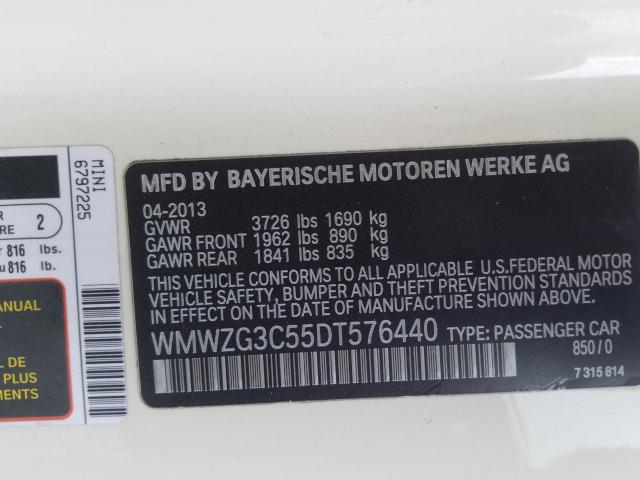 MINI
6797225
R
RE 2
r 816 lbs.
u 816 lb.
ANUAL
PLUS
MENTS
MFD BY BAYERISCHE MOTOREN WERKE AG
04-2013
GVWR 3726 lbs 1690 kg
GAWR FRONT 1962 lbs 890 kg
GAWR REAR 1841 lbs 835 kg
THIS VEHICLE CONFORMS TO ALL APPLICABLE U.S.FEDERAL MOTOR
VEHICLE SAFETY, BUMPER AND THEFT PREVENTION STANDARDS
IN EFFECT ON THE DATE OF MANUFACTURE SHOWN ABOVE.
WMWZG3C55DT576440 TYPE: PASSENGER CAR
850/0
7 315 814